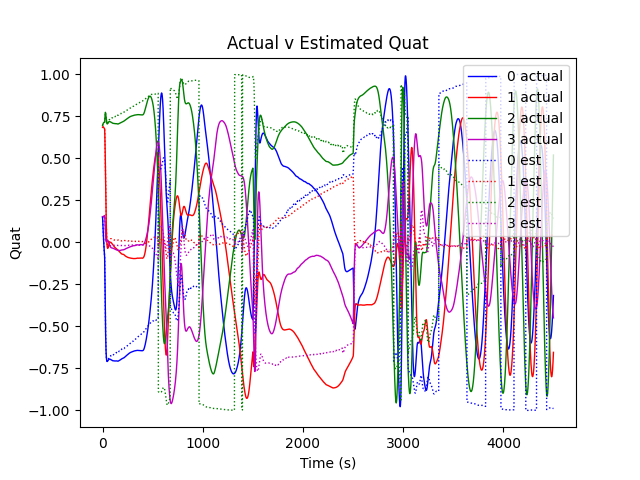 Actual v Estimated Quat
0 actual
1 actual
2 actual
3 actual
0 est
1 est
2 est
3 est
1.00
0.75
0.50
0.25
0.00
−0.25
−0.50
−0.75
−1.00
Quat
0 1000 2000 3000 4000
Time (s)